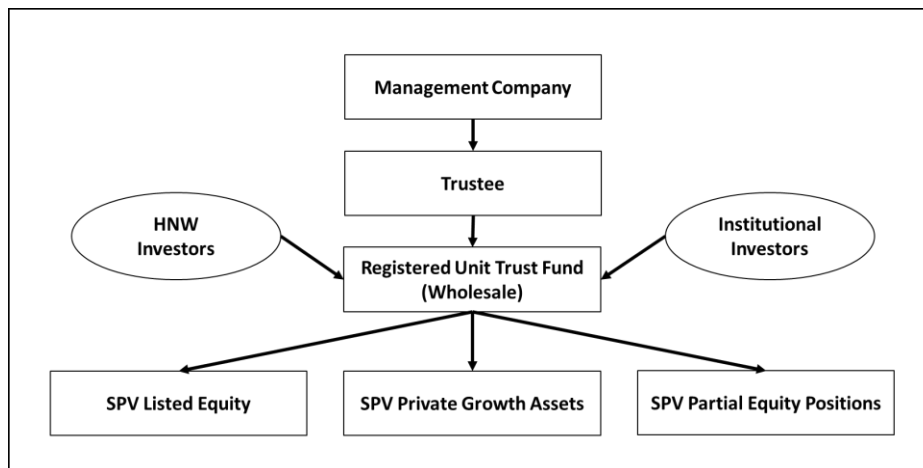 Management Company
Trustee
HNW
Investors
Institutional
Investors
Registered Unit Trust Fund
(Wholesale)
SPV Listed Equity
SPV Private Growth Assets
SPV Partial Equity Positions